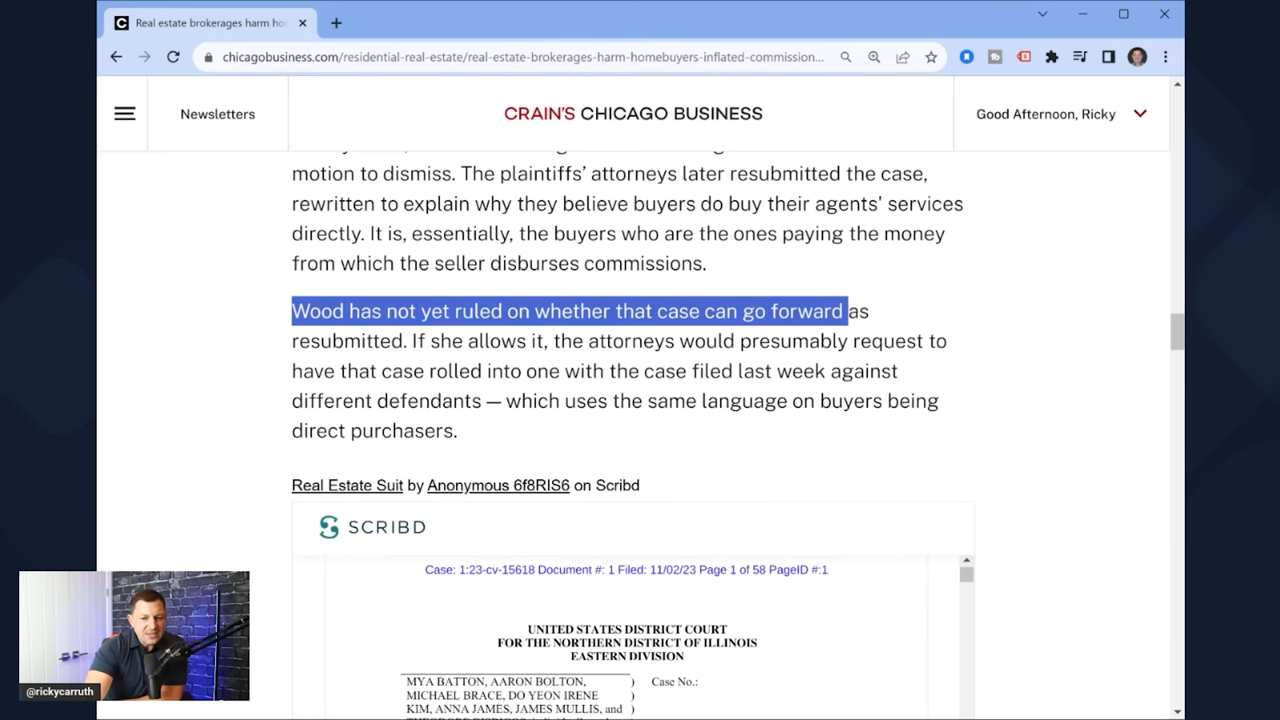 Real estate brokerages harm ho
chicagobusiness.com/residential-real-estate/real-estate-brokerages-harm-homebuyers-inflated-commission...
Newsletters
CRAIN'S CHICAGO BUSINESS
Good Afternoon, Ricky
motion to dismiss. The plaintiffs’ attorneys later resubmitted the case,
rewritten to explain why they believe buyers do buy their agents' services
directly. It is, essentially, the buyers who are the ones paying the money
from which the seller disburses commissions.
Wood has not yet ruled on whether that case can go forward as
resubmitted. If she allows it, the attorneys would presumably request to
have that case rolled into one with the case filed last week against
different defendants — which uses the same language on buyers being
direct purchasers.
Real Estate Suit by Anonymous 6f8RIS6 on Scribd
SCRIBD
Case: 1:23-cv-15618 Document #: 1 Filed: 11/02/23 Page 1 of 58 PageID #:1
UNITED STATES DISTRICT COURT
FOR THE NORTHERN DISTRICT OF ILLINOIS
EASTERN DIVISION
MYA BATTON, AARON BOLTON, ) Case No.:
MICHAEL BRACE, DO YEON IRENE )
KIM, ANNA JAMES, JAMES MULLIS, and )
@rickycarruth